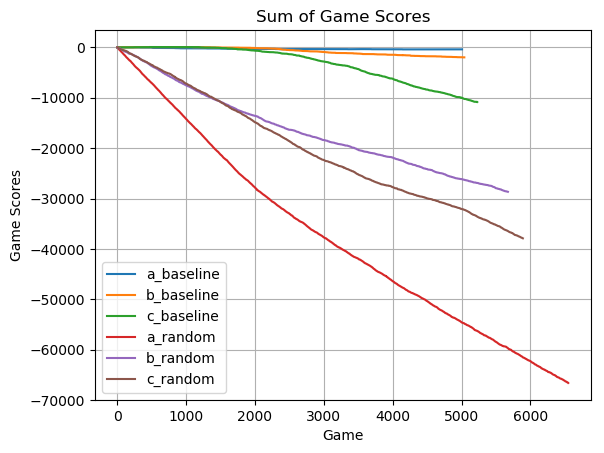 Sum of Game Scores
Game Scores
0
−10000
−20000
−30000
−40000
−50000
−60000
−70000
a_baseline
b_baseline
c_baseline
a_random
b_random
c_random
0 1000 2000 3000 4000 5000 6000
Game